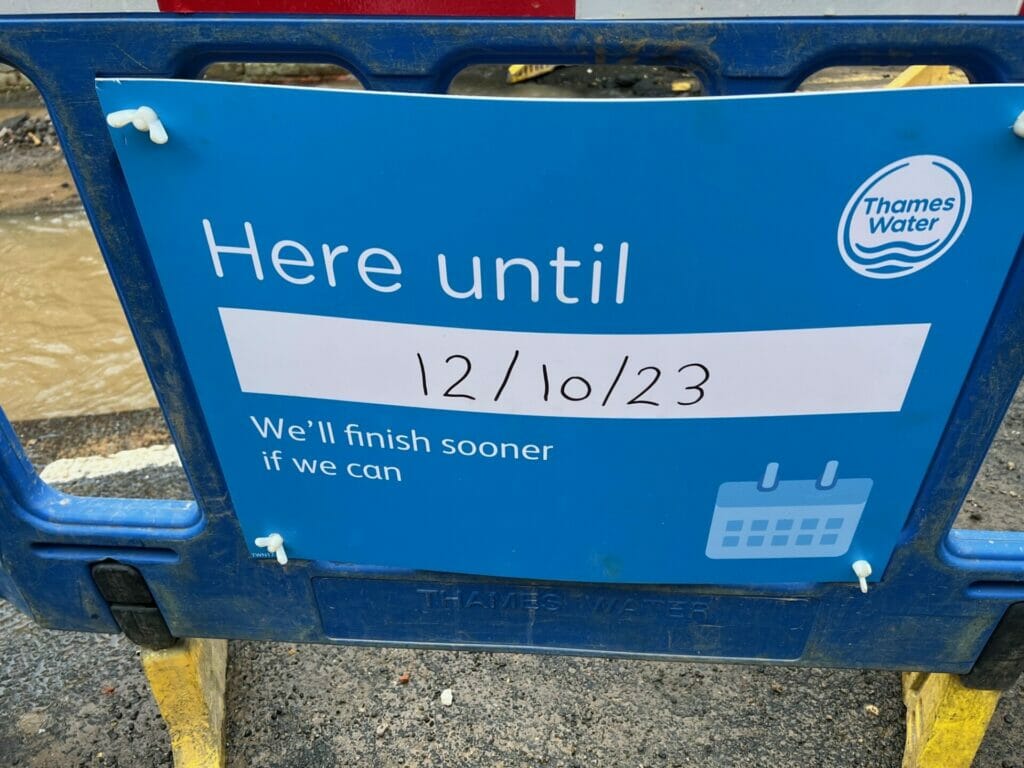 Thames
Water
Here until
12/10/23
We'll finish sooner
if we can
THAMES WATER